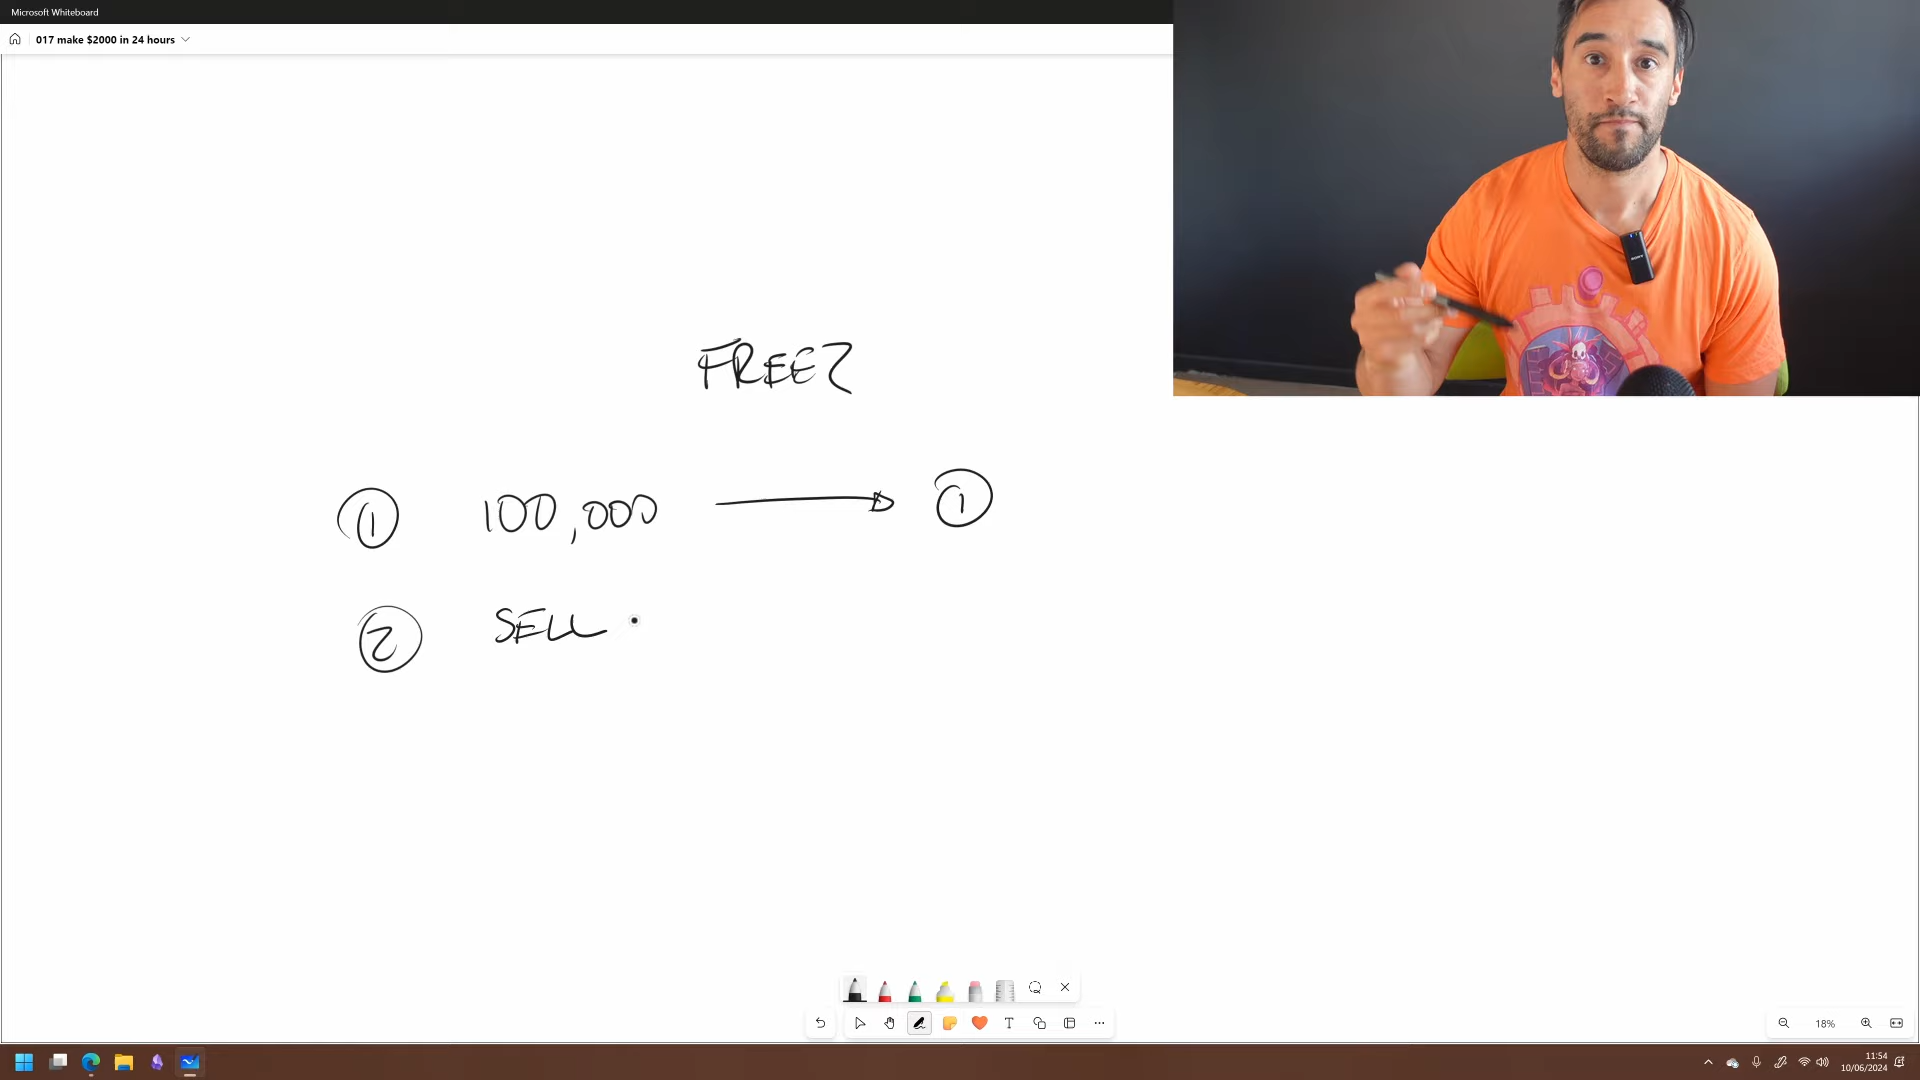 Microsoft Whiteboard
017 make $2000 in 24 hours
SONY
FREE?
① 100,000 → ①
② SELL
18%
11:54
10/06/2024